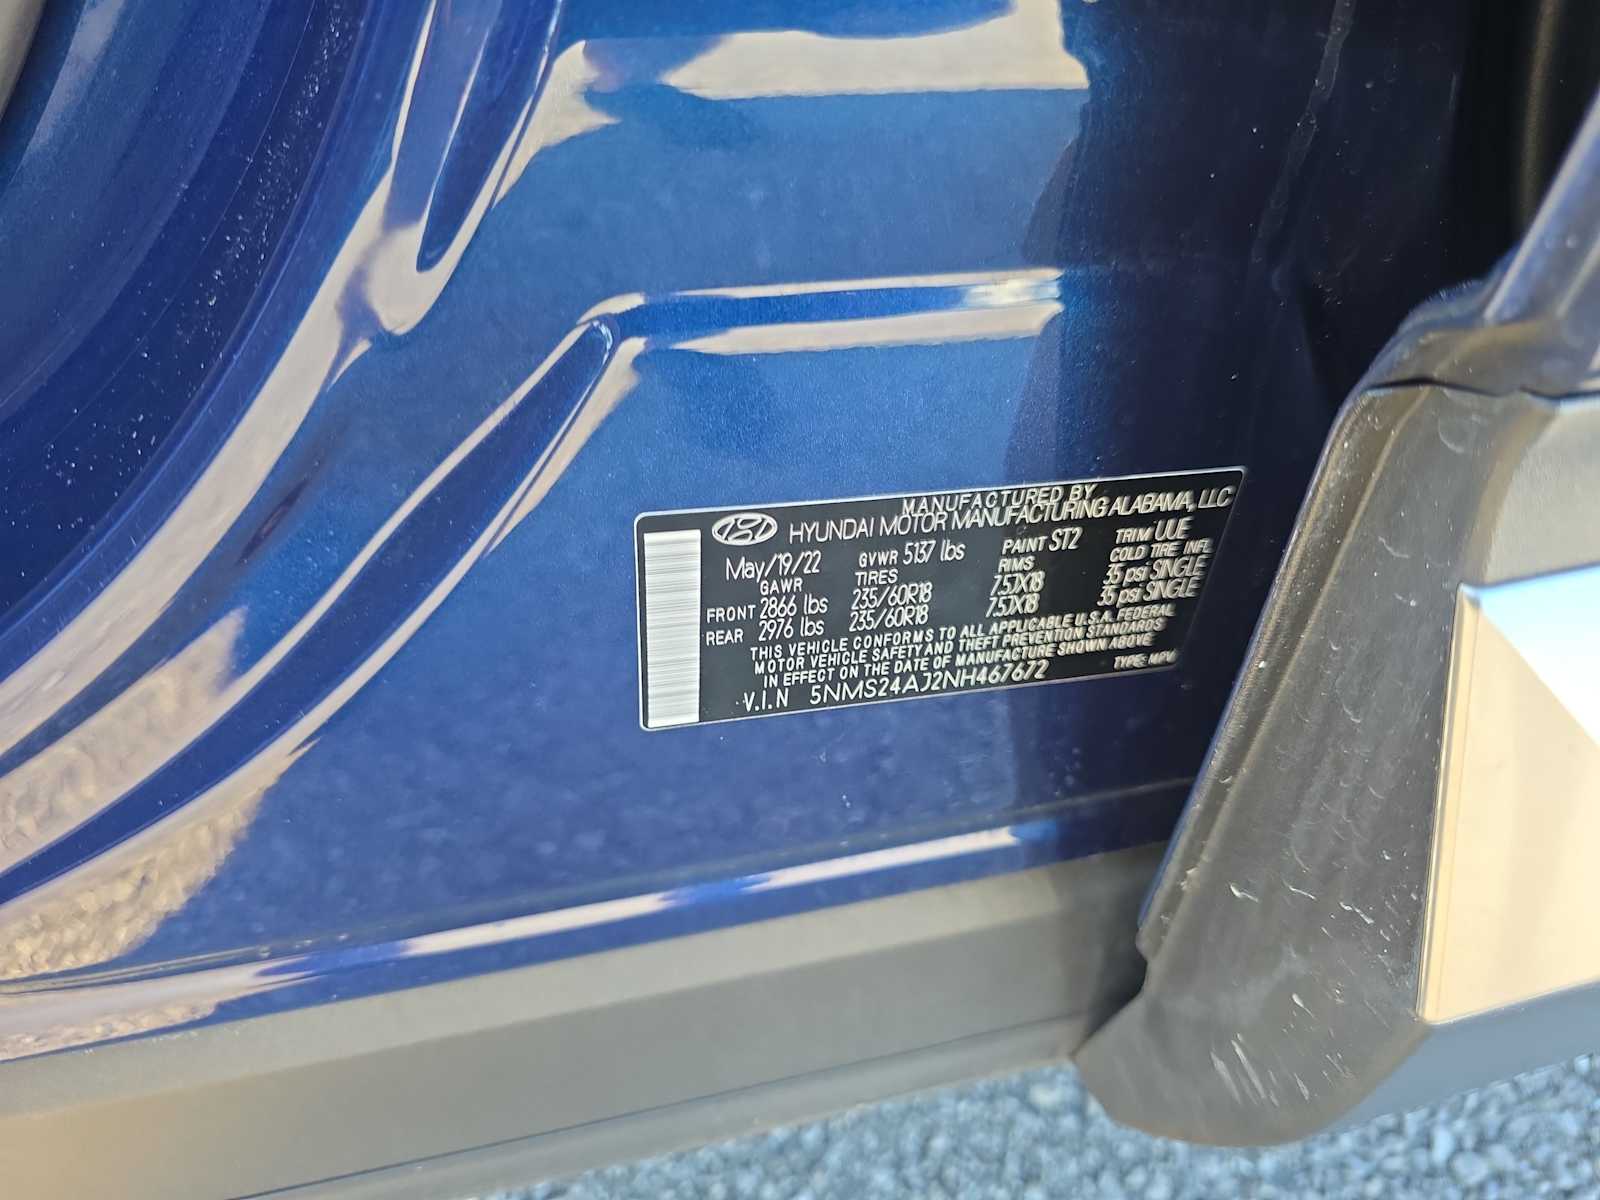 MANUFACTURED BY
HYUNDAI MOTOR MANUFACTURING ALABAMA, LLC
May/19/22 GVWR 5137 lbs PAINT ST2 TRIM UUE
GAWR TIRES RIMS COLD TIRE INFL
FRONT 2866 lbs 235/60R18 7.5JX18 35 psi SINGLE
REAR 2976 lbs 235/60R18 7.5JX18 35 psi SINGLE
THIS VEHICLE CONFORMS TO ALL APPLICABLE U.S.A. FEDERAL
MOTOR VEHICLE SAFETY AND THEFT PREVENTION STANDARDS
IN EFFECT ON THE DATE OF MANUFACTURE SHOWN ABOVE
V.I.N 5NMS24AJ2NH467672 TYPE: MPV